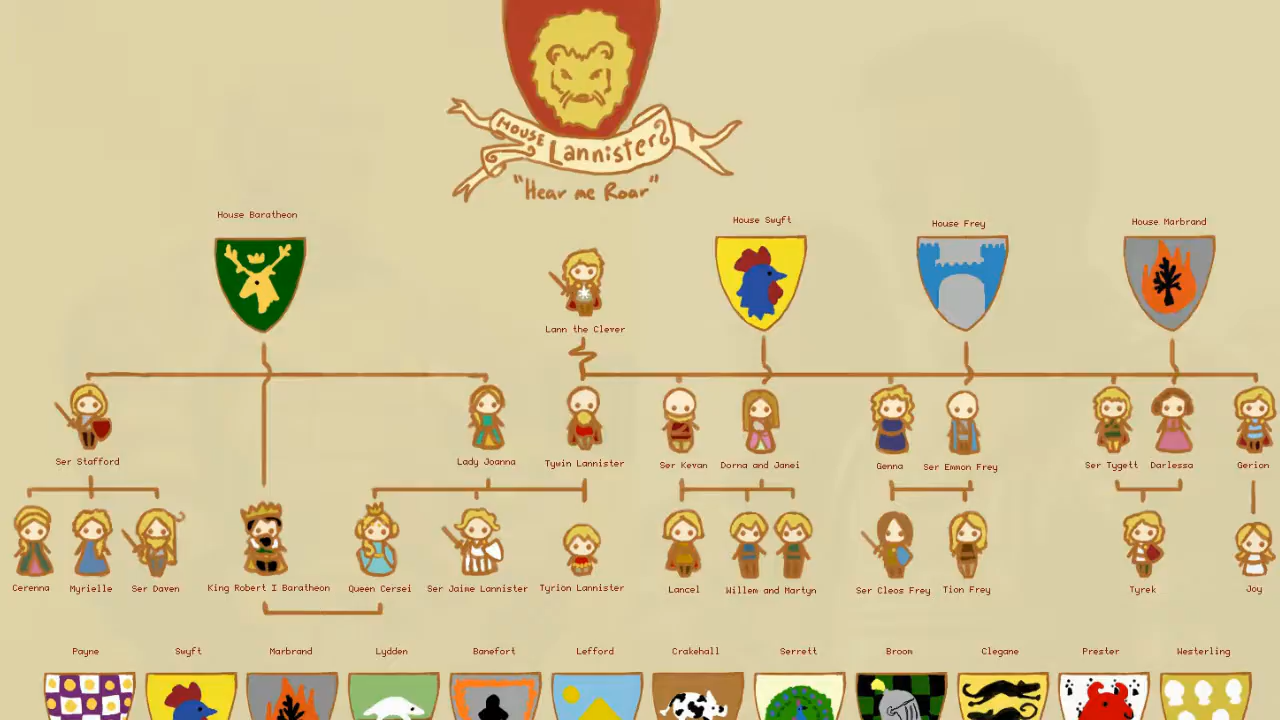 House Lannister
"Hear me Roar"
House Baratheon
House Swyft
House Frey
House Marbrand
Lann the Clever
Ser Stafford
Lady Joanna
Tywin Lannister
Ser Kevan
Dorna and Janei
Genna
Ser Emmon Frey
Ser Tygett
Darlessa
Gerion
Cerenna
Myrielle
Ser Daven
King Robert I Baratheon
Queen Cersei
Ser Jaime Lannister
Tyrion Lannister
Lancel
Willem and Martyn
Ser Cleos Frey
Tion Frey
Tyrek
Joy
Payne
Swyft
Marbrand
Lydden
Banefort
Lefford
Crakehall
Serrett
Broom
Clegane
Prester
Westerling